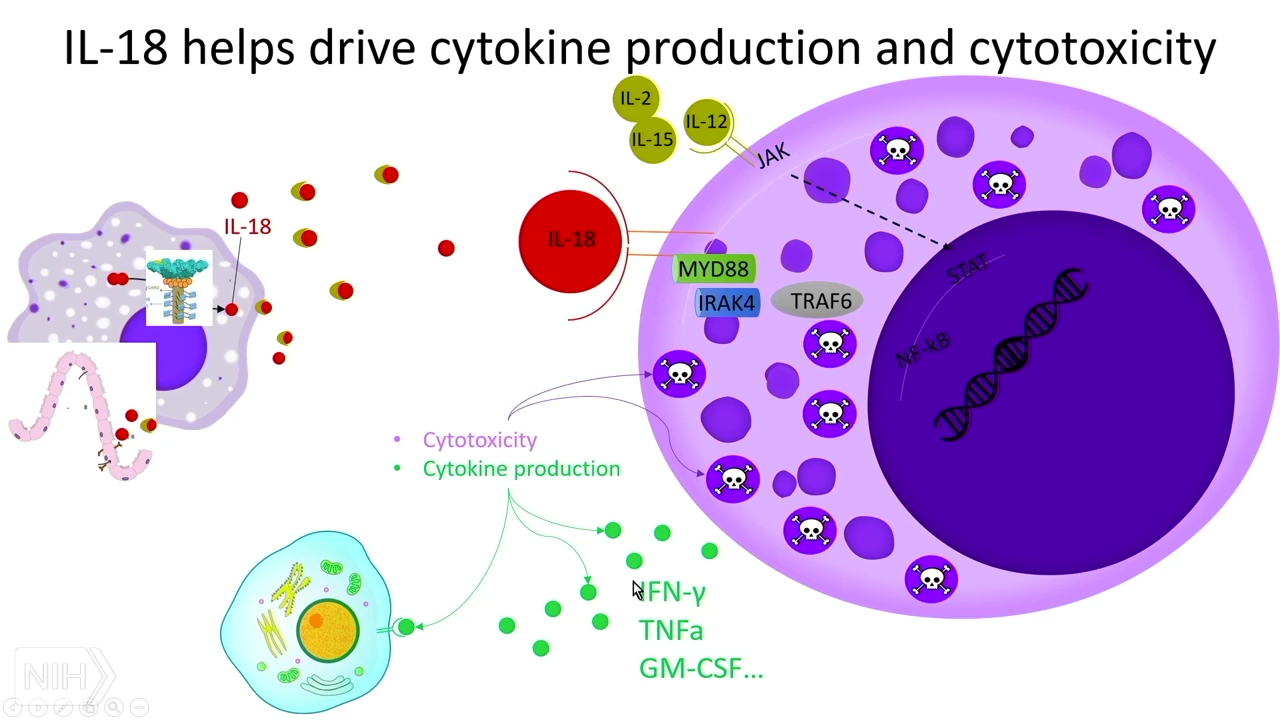 IL-18 helps drive cytokine production and cytotoxicity
IL-2
IL-15
IL-12
JAK
IL-18
IL-18
MYD88
IRAK4
TRAF6
STAT
NF-kB
• Cytotoxicity
• Cytokine production
IFN-γ
TNFa
GM-CSF...
NIH